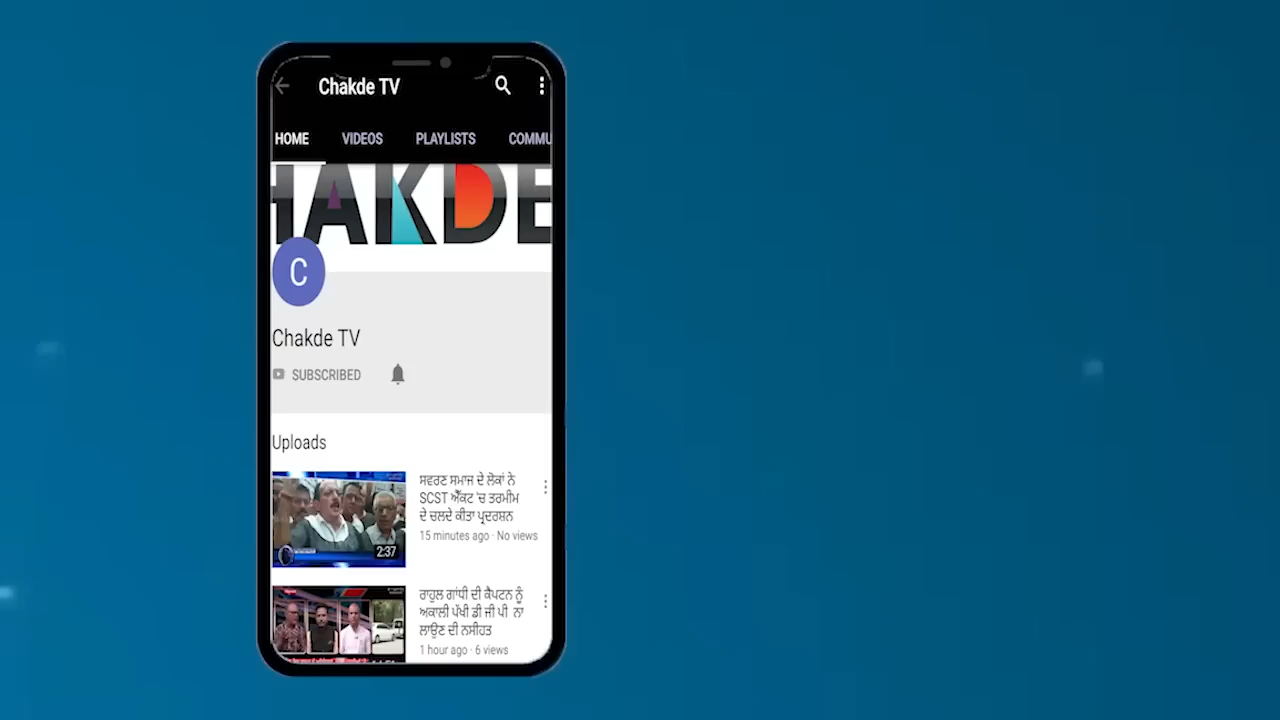 Chakde TV
HOME VIDEOS PLAYLISTS COMMU
HAKDE
C
Chakde TV
SUBSCRIBED
Uploads
ਸਵਰਣ ਸਮਾਜ ਦੇ ਲੋਕਾਂ ਨੇ
SCST ਐੱਕਟ 'ਚ ਤਰਮੀਮ
ਦੇ ਚਲਦੇ ਕੀਤਾ ਪ੍ਰਦਰਸ਼ਨ
15 minutes ago · No views
2:37
ਰਾਹੁਲ ਗਾਂਧੀ ਦੀ ਕੈਪਟਨ ਨੂੰ
ਅਕਾਲੀ ਪੱਖੀ ਡੀ ਜੀ ਪੀ ਨਾ
ਲਾਉਣ ਦੀ ਨਸੀਹਤ
1 hour ago · 6 views